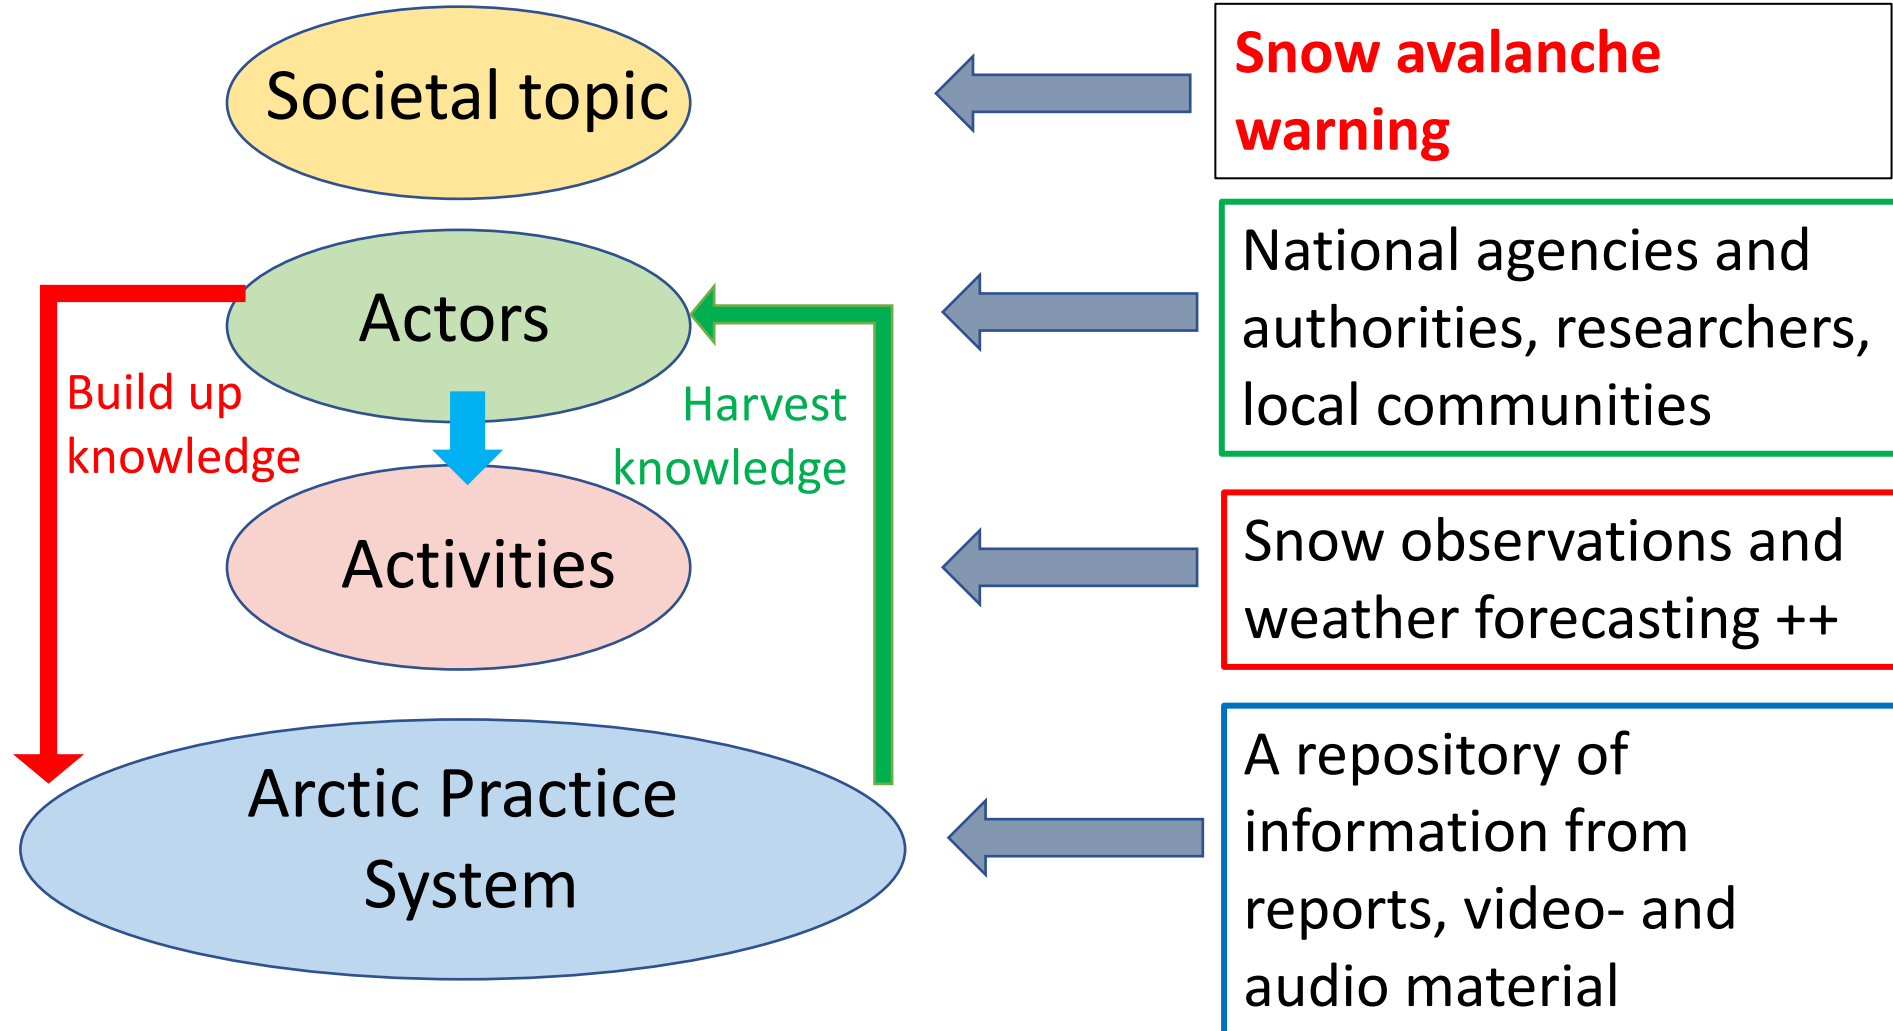 Societal topic
Snow avalanche
warning
Actors
National agencies and
authorities, researchers,
local communities
Build up
knowledge
Harvest
knowledge
Activities
Snow observations and
weather forecasting ++
Arctic Practice
System
A repository of
information from
reports, video- and
audio material